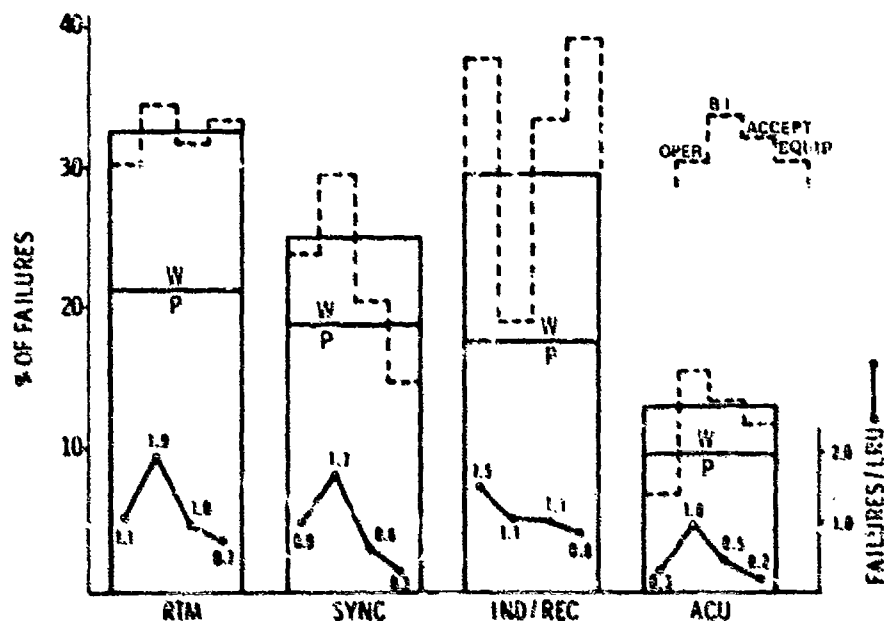 40
30
20
10
% OF FAILURES
OPER
B I
ACCEPT
EQUIP
W
P
W
P
W
P
W
P
1.9
1.1
1.0
0.7
1.7
0.9
0.6
1.5
1.1
1.1
0.8
1.0
0.5
0.2
2.0
1.0
FAILURES/LRU
RTM
SYNC
IND/REC
ACU